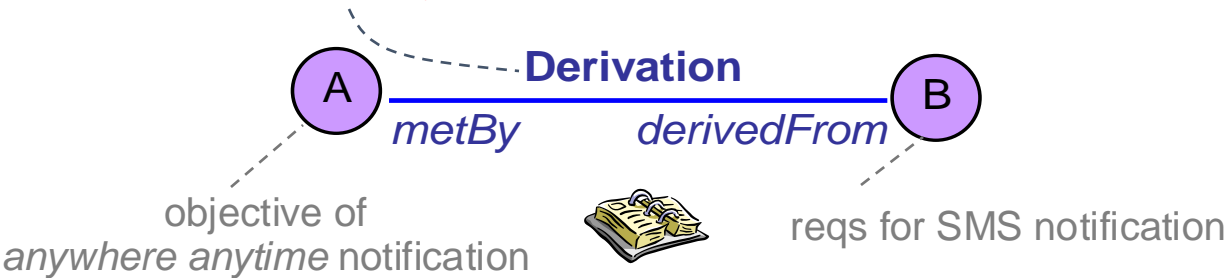 Derivation
A
B
metBy
derivedFrom
objective of
anywhere anytime notification
reqs for SMS notification